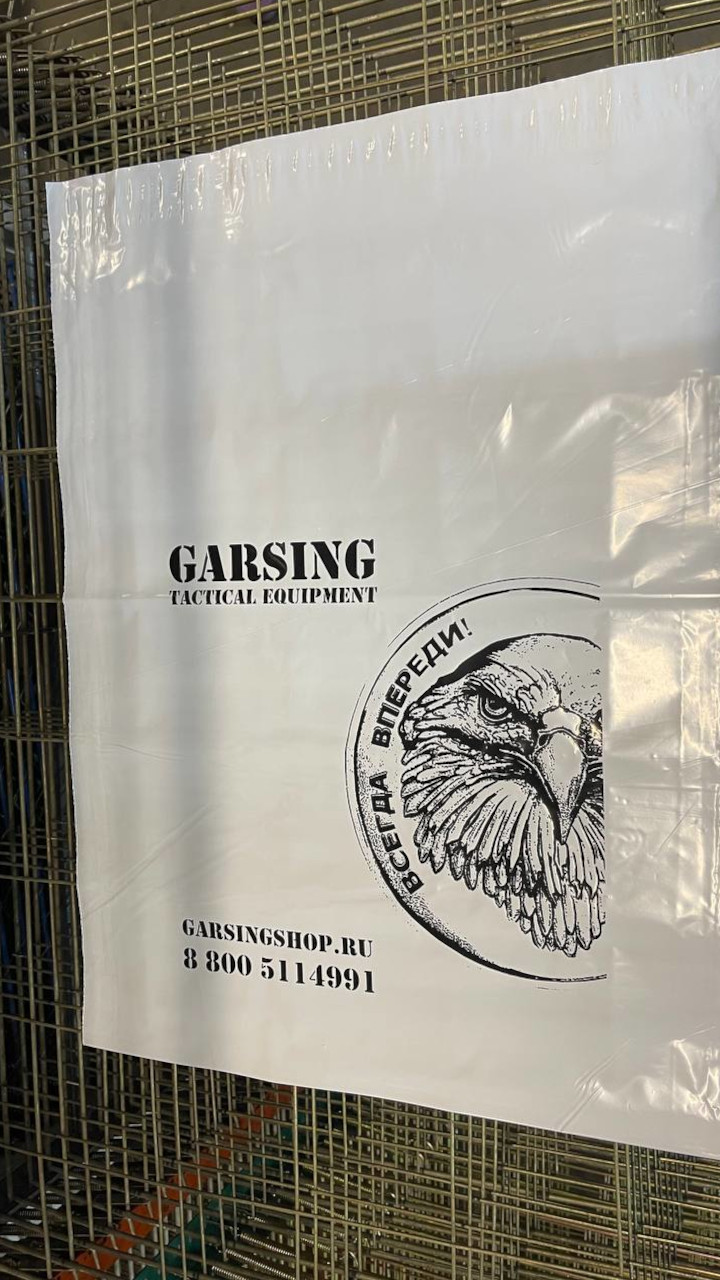 GARSING
TACTICAL EQUIPMENT
ВСЕГДА ВПЕРЕДИ!
GARSINGSHOP.RU
8 800 5114991